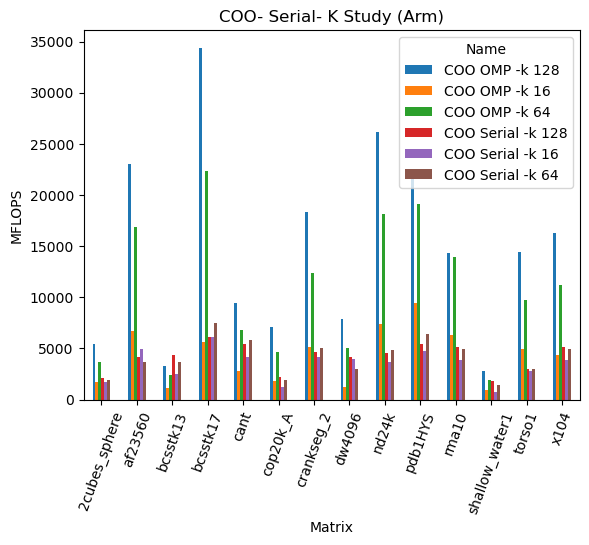 COO- Serial- K Study (Arm)
Name
COO OMP -k 128
COO OMP -k 16
COO OMP -k 64
COO Serial -k 128
COO Serial -k 16
COO Serial -k 64
MFLOPS
35000
30000
25000
20000
15000
10000
5000
0
2cubes_sphere
af23560
bcsstk13
bcsstk17
cant
cop20k_A
crankseg_2
dw4096
nd24k
pdb1HYS
rma10
shallow_water1
torso1
x104
Matrix